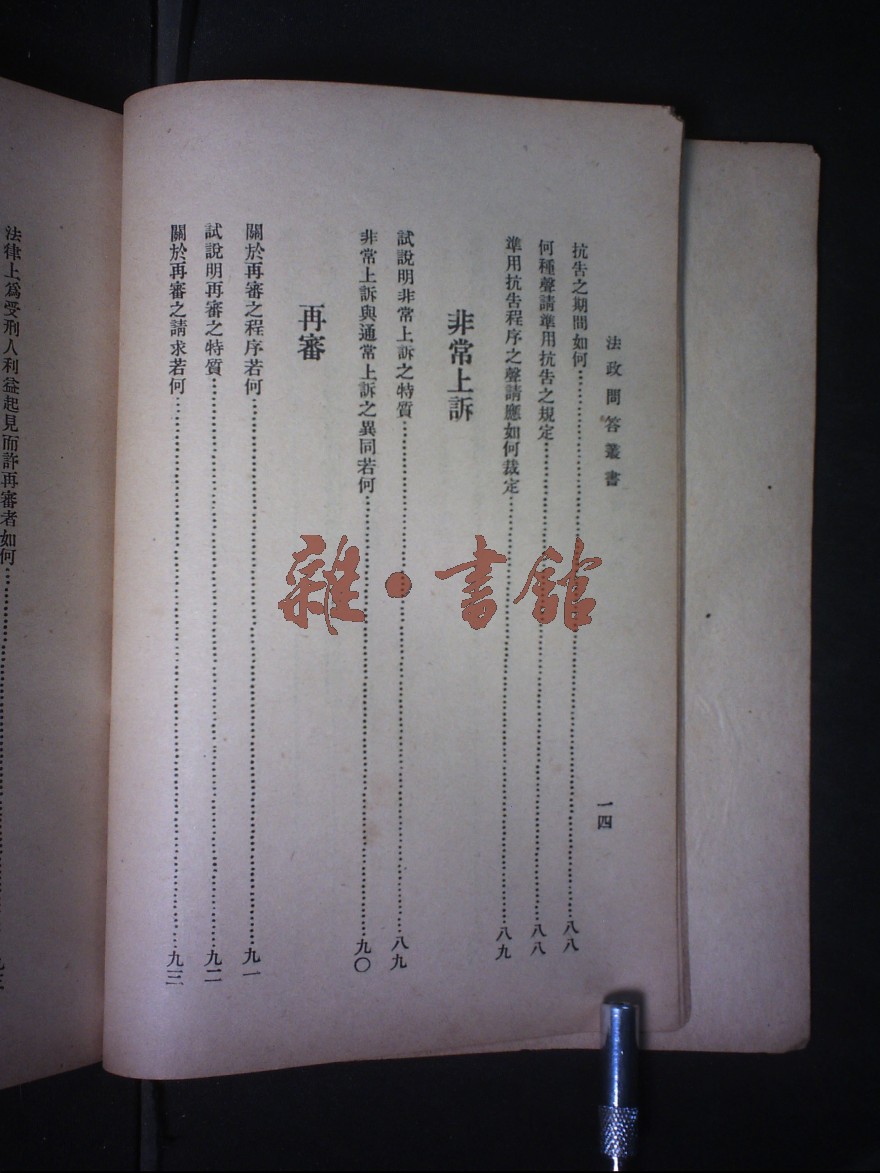 法政問答叢書
一四
抗告之期間如何……八八
何種聲請準用抗告之規定……八八
準用抗告程序之聲請應如何裁定……八九
非常上訴
試說明非常上訴之特質……八九
非常上訴與通常上訴之異同若何……九〇
再審
關於再審之程序若何……九一
試說明再審之特質……九二
關於再審之請求若何……九三
法律上爲受刑人利益起見而許再審者如何……
雜·書館